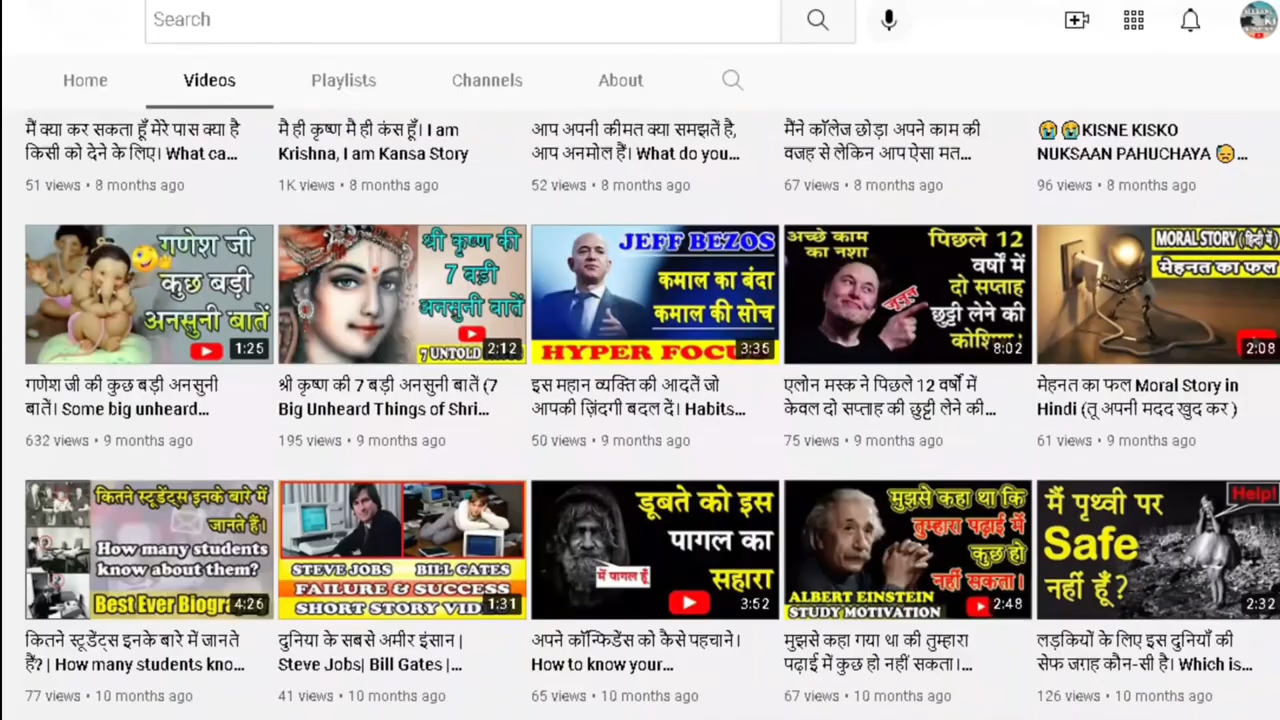 Search
Home
Videos
Playlists
Channels
About
मैं क्या कर सकता हूँ मेरे पास क्या है
किसी को देने के लिए। What ca...
51 views • 8 months ago
मै ही कृष्ण मै ही कंस हूँ। I am
Krishna, I am Kansa Story
1K views • 8 months ago
आप अपनी कीमत क्या समझतें है,
आप अनमोल हैं। What do you...
52 views • 8 months ago
मैंने कॉलेज छोड़ा अपने काम की
वजह से लेकिन आप ऐसा मत...
67 views • 8 months ago
😭😭KISNE KISKO
NUKSAAN PAHUCHAYA 😥...
96 views • 8 months ago
गणेश जी
कुछ बड़ी
अनसुनी बातें
1:25
गणेश जी की कुछ बड़ी अनसुनी
बातें। Some big unheard...
632 views • 9 months ago
श्री कृष्ण की
7 बड़ी
अनसुनी बातें
7 UNTOLD
2:12
श्री कृष्ण की 7 बड़ी अनसुनी बातें (7
Big Unheard Things of Shri...
195 views • 9 months ago
JEFF BEZOS
कमाल का बंदा
कमाल की सोच
HYPER FOCU
3:35
इस महान व्यक्ति की आदतें जो
आपकी ज़िंदगी बदल दें। Habits...
50 views • 9 months ago
अच्छे काम
का नशा
पिछले 12
वर्षों में
दो सप्ताह
छुट्टी लेने की
कोशिश
8:02
एलोन मस्क ने पिछले 12 वर्षों में
केवल दो सप्ताह की छुट्टी लेने की...
75 views • 9 months ago
MORAL STORY (हिन्दी में)
मेहनत का फल
2:08
मेहनत का फल Moral Story in
Hindi (तू अपनी मदद खुद कर )
61 views • 9 months ago
कितने स्टूडेंट्स इनके बारे में
जानते हैं।
How many students
know about them?
Best Ever Biogr
4:26
कितने स्टूडेंट्स इनके बारे में जानते
हैं? | How many students kno...
77 views • 10 months ago
STEVE JOBS
BILL GATES
FAILURE & SUCCESS
SHORT STORY VID
1:31
दुनिया के सबसे अमीर इंसान |
Steve Jobs| Bill Gates |...
41 views • 10 months ago
डूबते को इस
पागल का
सहारा
में पागल हूँ
3:52
अपने कॉन्फिडेंस को कैसे पहचाने।
How to know your...
65 views • 10 months ago
मुझसे कहा था कि
तुम्हारा पढ़ाई में
कुछ हो
नहीं सकता।
ALBERT EINSTEIN
STUDY MOTIVATION
2:48
मुझसे कहा गया था की तुम्हारा
पढ़ाई में कुछ हो नहीं सकता।...
67 views • 10 months ago
मैं पृथ्वी पर
Safe
नहीं हूँ?
Help!
2:32
लड़कियों के लिए इस दुनियाँ की
सेफ जगह कौन-सी है। Which is...
126 views • 10 months ago